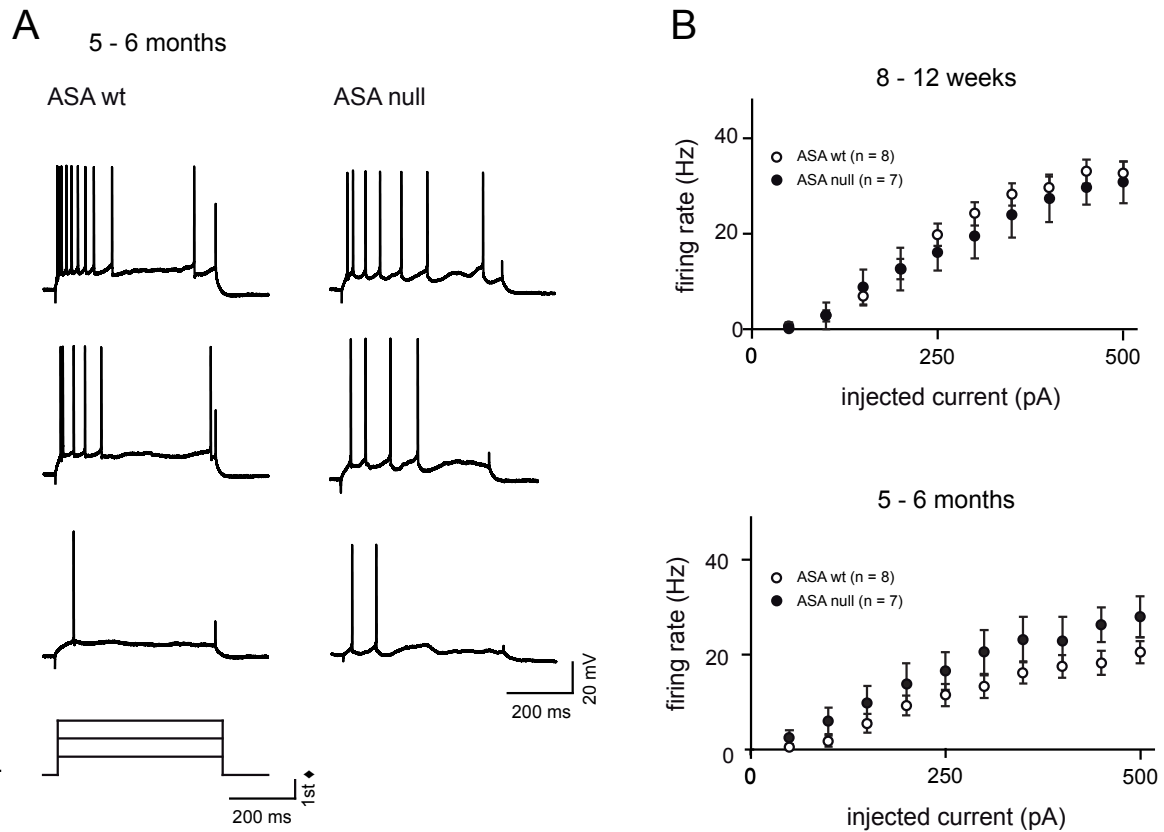 A
5 - 6 months
ASA wt
ASA null
20 mV
200 ms
1st ♦
200 ms
B
8 - 12 weeks
firing rate (Hz)
40
20
0
ASA wt (n = 8)
ASA null (n = 7)
0
250
500
injected current (pA)
5 - 6 months
firing rate (Hz)
40
20
0
ASA wt (n = 8)
ASA null (n = 7)
0
250
500
injected current (pA)